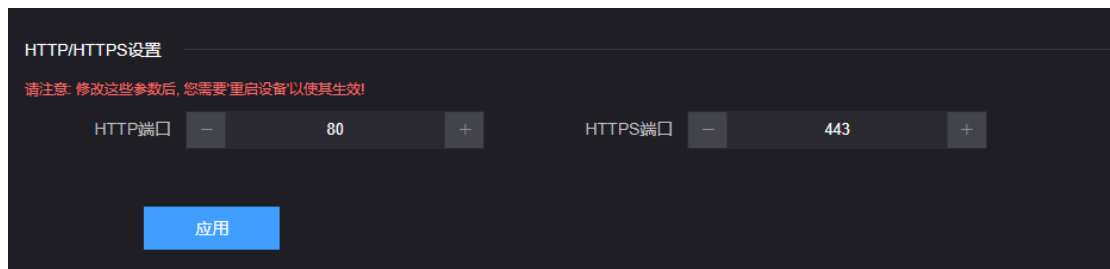 HTTP/HTTPS设置
请注意: 修改这些参数后, 您需要'重启设备'以使其生效!
HTTP端口 − 80 + HTTPS端口 − 443 +
应用